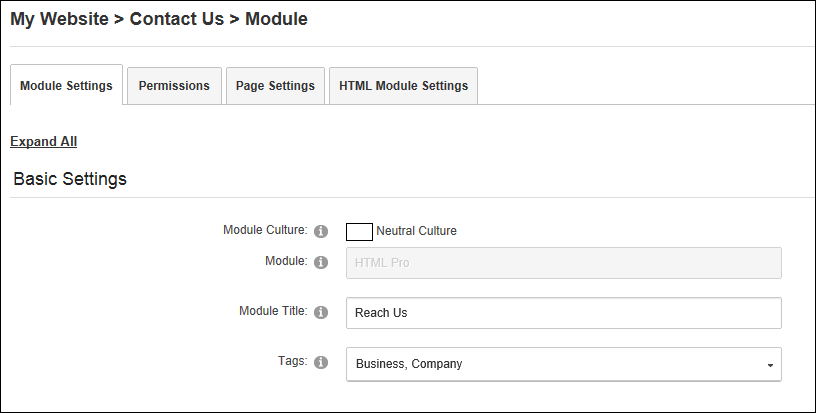 My Website > Contact Us > Module
Module Settings Permissions Page Settings HTML Module Settings
Expand All
Basic Settings
Module Culture: Neutral Culture
Module: HTML Pro
Module Title: Reach Us
Tags: Business, Company